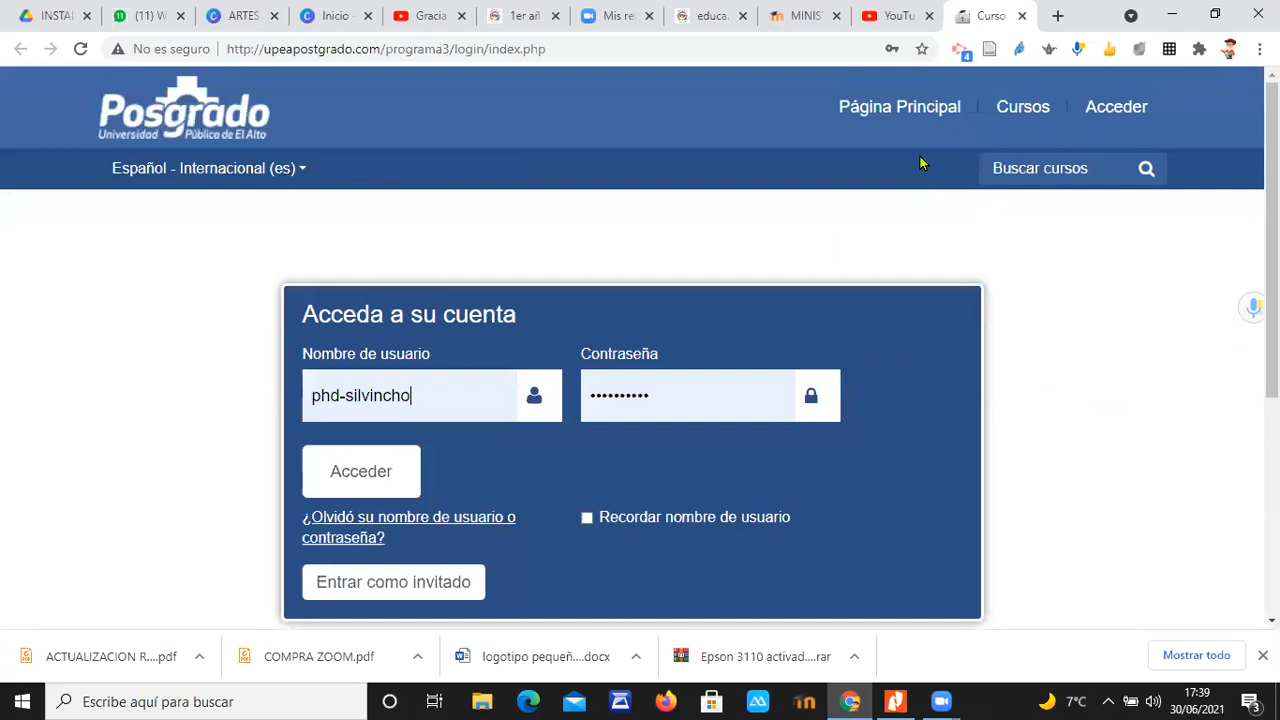 INSTAL
(11) W
ARTES
Inicio -
Gracia
1er añ
Mis re
educa.
MINE
YouTu
Curso
No es seguro
http://upeapostgrado.com/programa3/login/index.php
4
Posgrado
Universidad Pública de El Alto
Página Principal
Cursos
Acceder
Español - Internacional (es)
Buscar cursos
Acceda a su cuenta
Nombre de usuario
Contraseña
phd-silvincho
••••••••••
Acceder
¿Olvidó su nombre de usuario o
contraseña?
Recordar nombre de usuario
Entrar como invitado
ACTUALIZACION R....pdf
COMPRA ZOOM.pdf
logotipo pequeñ....docx
Epson 3110 activad....rar
Mostrar todo
Escribe aquí para buscar
7°C
17:39
30/06/2021
3